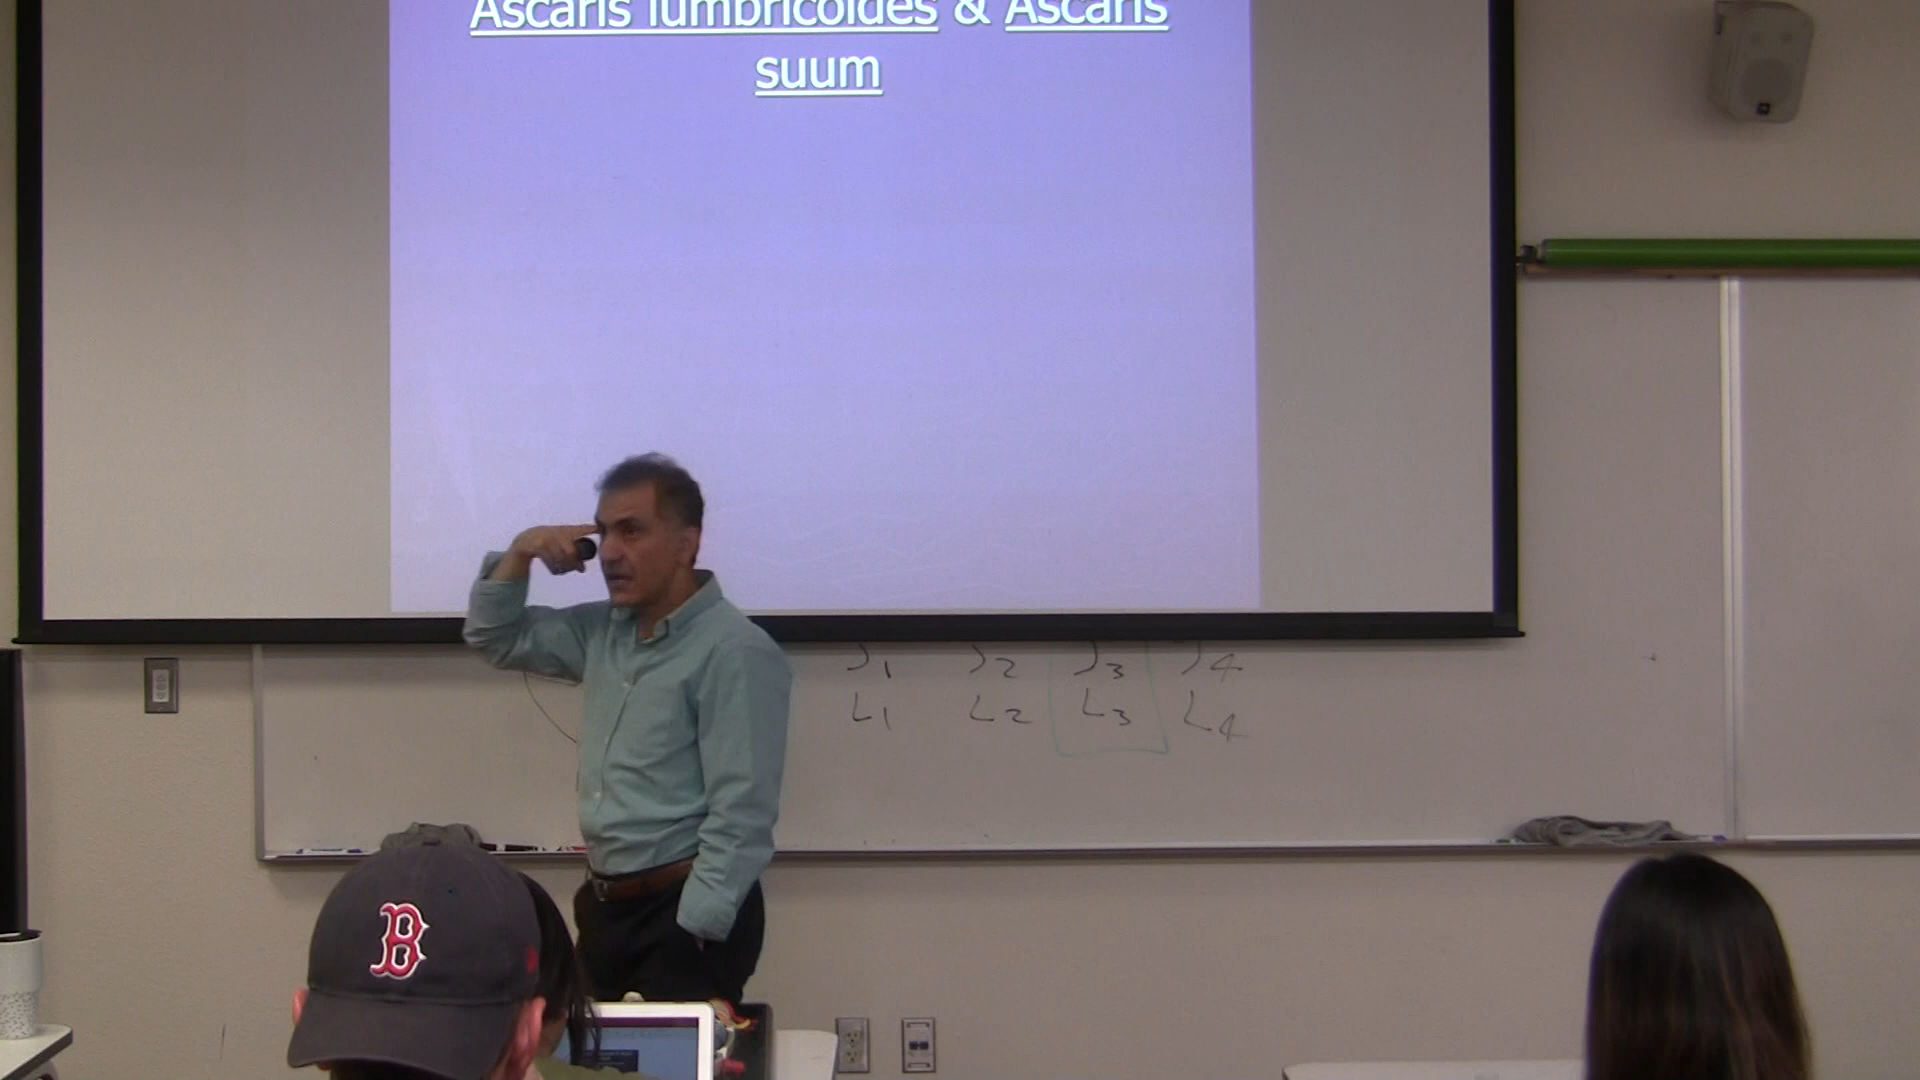 Ascaris lumbricoides & Ascaris
suum
J1 J2 J3 J4
L1 L2 L3 L4
B